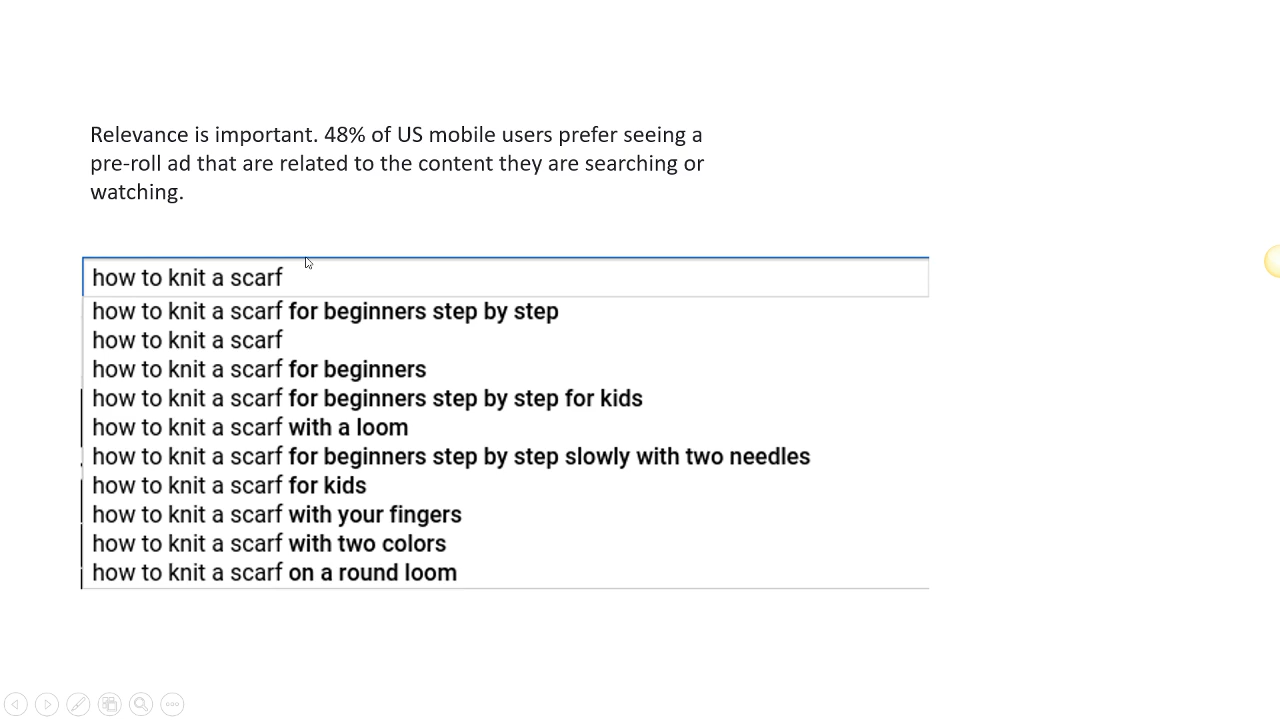 Relevance is important. 48% of US mobile users prefer seeing a
pre-roll ad that are related to the content they are searching or
watching.
how to knit a scarf
how to knit a scarf for beginners step by step
how to knit a scarf
how to knit a scarf for beginners
how to knit a scarf for beginners step by step for kids
how to knit a scarf with a loom
how to knit a scarf for beginners step by step slowly with two needles
how to knit a scarf for kids
how to knit a scarf with your fingers
how to knit a scarf with two colors
how to knit a scarf on a round loom